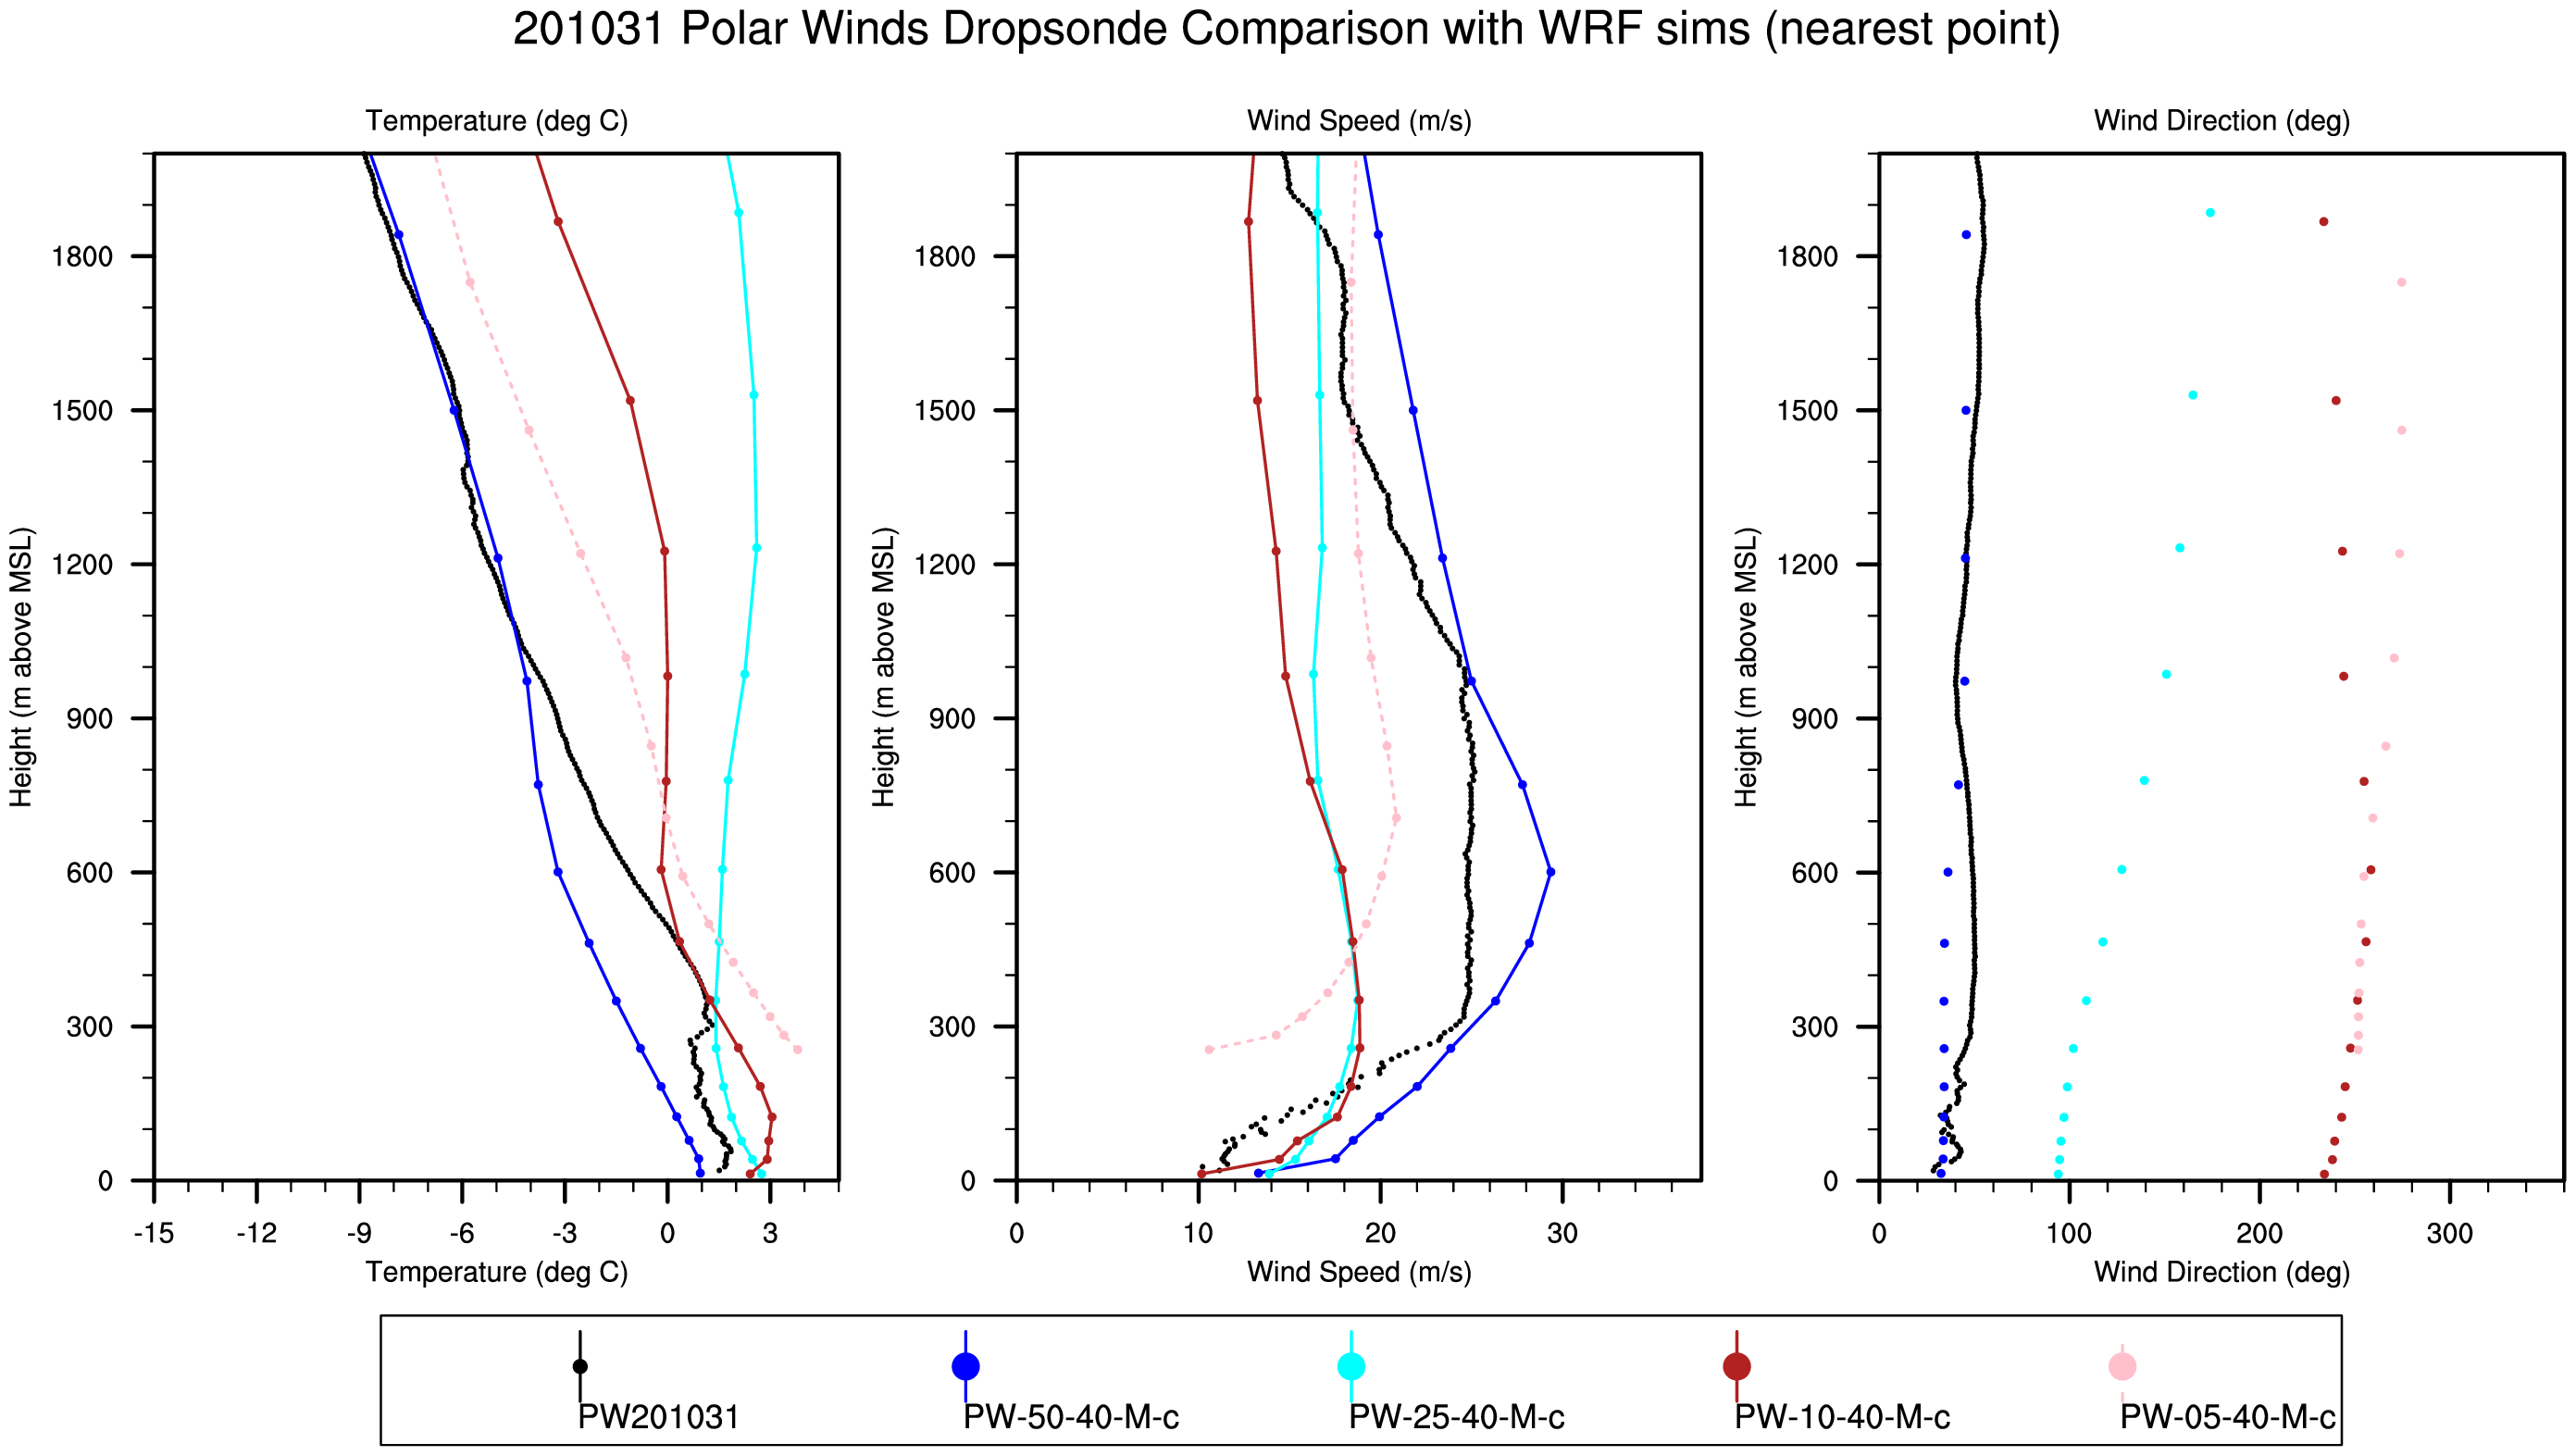 201031 Polar Winds Dropsonde Comparison with WRF sims (nearest point)
Temperature (deg C)
Wind Speed (m/s)
Wind Direction (deg)
Height (m above MSL)
1800
1500
1200
900
600
300
0
-15 -12 -9 -6 -3 0 3
Temperature (deg C)
Height (m above MSL)
1800
1500
1200
900
600
300
0
0 10 20 30
Wind Speed (m/s)
Height (m above MSL)
1800
1500
1200
900
600
300
0
0 100 200 300
Wind Direction (deg)
PW201031 PW-50-40-M-c PW-25-40-M-c PW-10-40-M-c PW-05-40-M-c